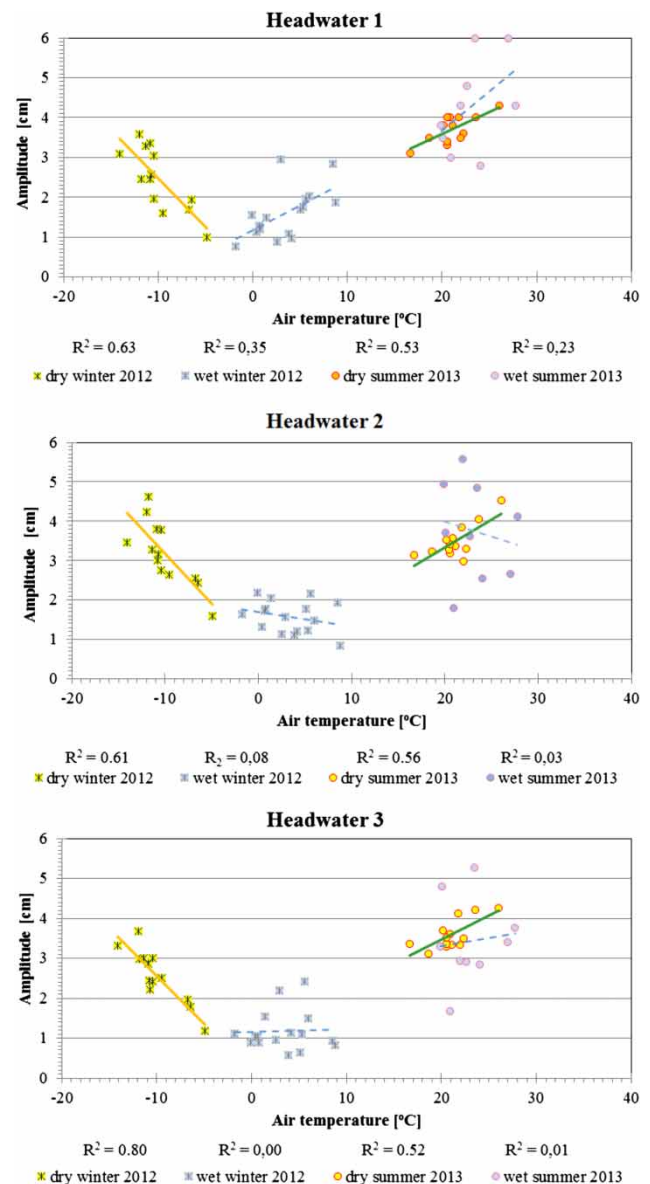 Headwater 1
6
5
4
3
2
1
0
Amplitude [cm]
-20 -10 0 10 20 30 40
Air temperature [ºC]
R² = 0.63 R² = 0,35 R² = 0.53 R² = 0,23
dry winter 2012 wet winter 2012 dry summer 2013 wet summer 2013
Headwater 2
6
5
4
3
2
1
0
Amplitude [cm]
-20 -10 0 10 20 30 40
Air temperature [ºC]
R² = 0.61 R₂ = 0,08 R² = 0.56 R² = 0,03
dry winter 2012 wet winter 2012 dry summer 2013 wet summer 2013
Headwater 3
6
5
4
3
2
1
0
Amplitude [cm]
-20 -10 0 10 20 30 40
Air temperature [ºC]
R² = 0.80 R² = 0,00 R² = 0.52 R² = 0,01
dry winter 2012 wet winter 2012 dry summer 2013 wet summer 2013